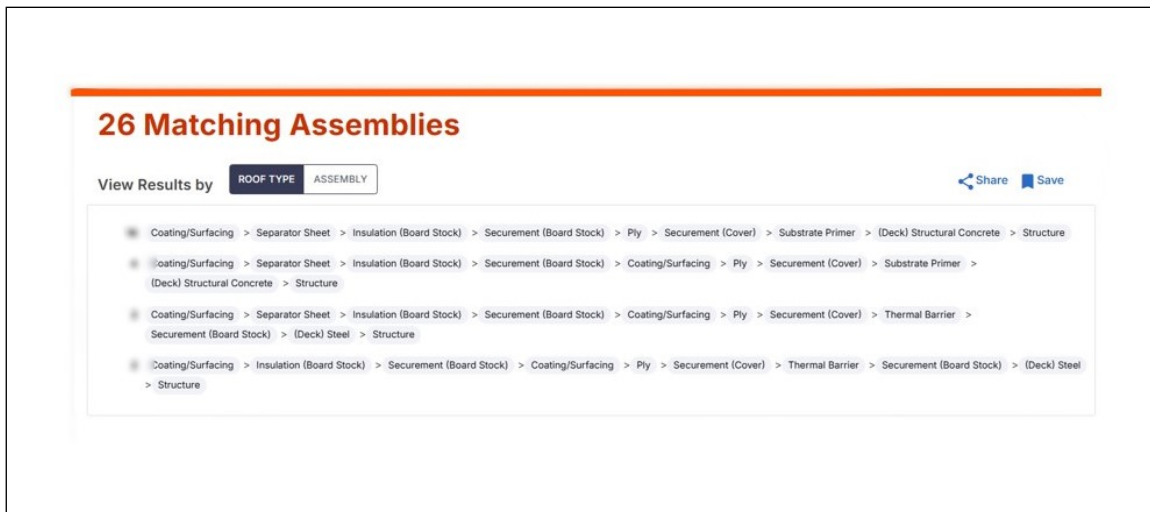 26 Matching Assemblies
View Results by ROOF TYPE ASSEMBLY Share Save
Coating/Surfacing > Separator Sheet > Insulation (Board Stock) > Securement (Board Stock) > Ply > Securement (Cover) > Substrate Primer > (Deck) Structural Concrete > Structure
Coating/Surfacing > Separator Sheet > Insulation (Board Stock) > Securement (Board Stock) > Coating/Surfacing > Ply > Securement (Cover) > Substrate Primer >
(Deck) Structural Concrete > Structure
Coating/Surfacing > Separator Sheet > Insulation (Board Stock) > Securement (Board Stock) > Coating/Surfacing > Ply > Securement (Cover) > Thermal Barrier >
Securement (Board Stock) > (Deck) Steel > Structure
Coating/Surfacing > Insulation (Board Stock) > Securement (Board Stock) > Coating/Surfacing > Ply > Securement (Cover) > Thermal Barrier > Securement (Board Stock) > (Deck) Steel
> Structure